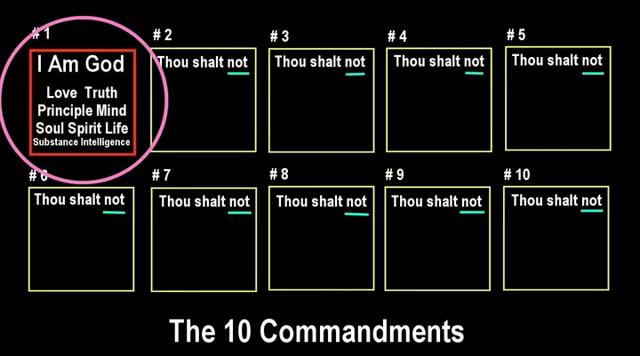 # 1
# 2
# 3
# 4
# 5
I Am God
Love Truth
Principle Mind
Soul Spirit Life
Substance Intelligence
Thou shalt not
Thou shalt not
Thou shalt not
Thou shalt not
# 6
# 7
# 8
# 9
# 10
Thou shalt not
Thou shalt not
Thou shalt not
Thou shalt not
Thou shalt not
The 10 Commandments